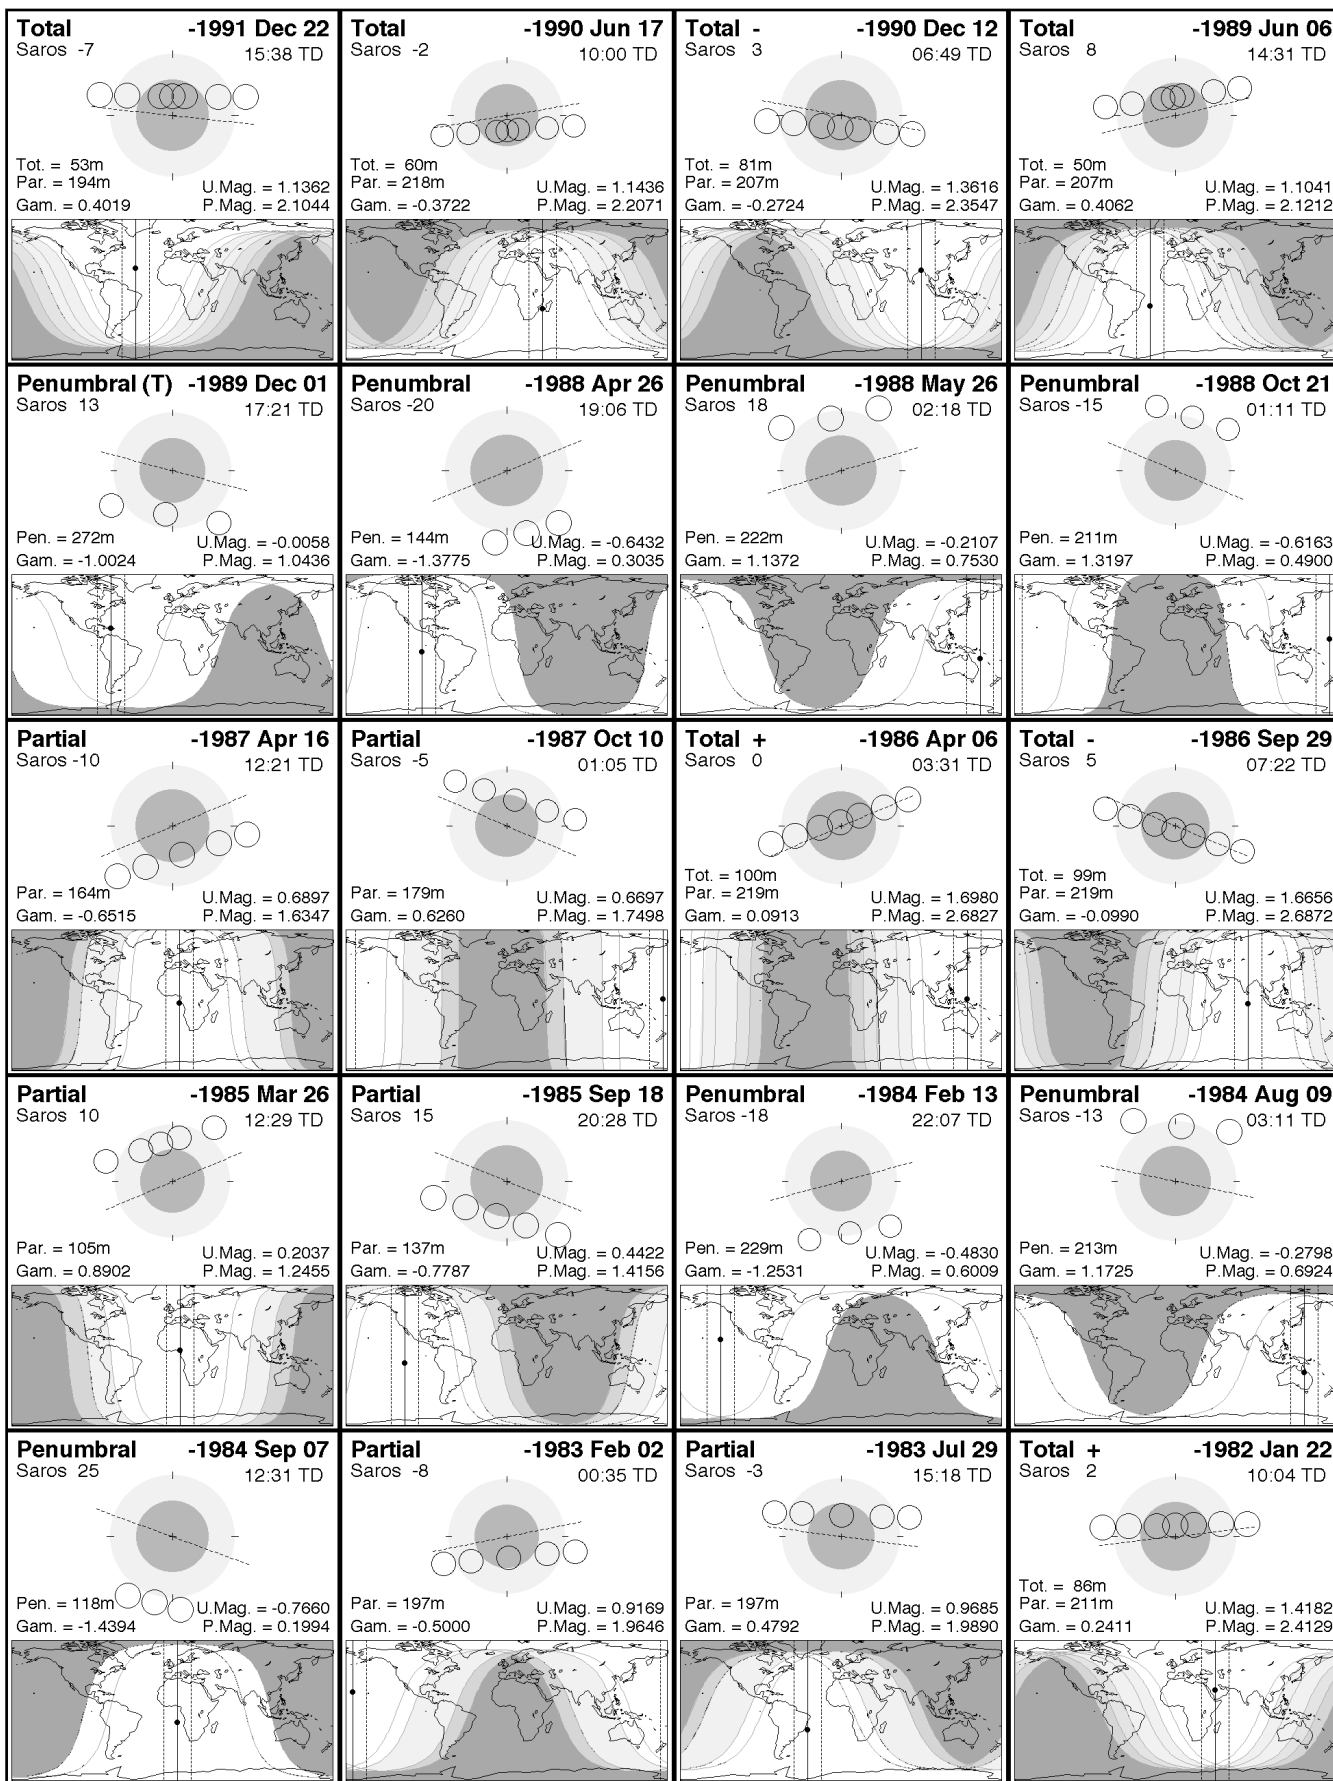 Total -1991 Dec 22
Saros -7 15:38 TD
Tot. = 53m
Par. = 194m U.Mag. = 1.1362
Gam. = 0.4019 P.Mag. = 2.1044
Total -1990 Jun 17
Saros -2 10:00 TD
Tot. = 60m
Par. = 218m U.Mag. = 1.1436
Gam. = -0.3722 P.Mag. = 2.2071
Total - -1990 Dec 12
Saros 3 06:49 TD
Tot. = 81m
Par. = 207m U.Mag. = 1.3616
Gam. = -0.2724 P.Mag. = 2.3547
Total -1989 Jun 06
Saros 8 14:31 TD
Tot. = 50m
Par. = 207m U.Mag. = 1.1041
Gam. = 0.4062 P.Mag. = 2.1212
Penumbral (T) -1989 Dec 01
Saros 13 17:21 TD
Pen. = 272m U.Mag. = -0.0058
Gam. = -1.0024 P.Mag. = 1.0436
Penumbral -1988 Apr 26
Saros -20 19:06 TD
Pen. = 144m U.Mag. = -0.6432
Gam. = -1.3775 P.Mag. = 0.3035
Penumbral -1988 May 26
Saros 18 02:18 TD
Pen. = 222m U.Mag. = -0.2107
Gam. = 1.1372 P.Mag. = 0.7530
Penumbral -1988 Oct 21
Saros -15 01:11 TD
Pen. = 211m U.Mag. = -0.6163
Gam. = 1.3197 P.Mag. = 0.4900
Partial -1987 Apr 16
Saros -10 12:21 TD
Par. = 164m U.Mag. = 0.6897
Gam. = -0.6515 P.Mag. = 1.6347
Partial -1987 Oct 10
Saros -5 01:05 TD
Par. = 179m U.Mag. = 0.6697
Gam. = 0.6260 P.Mag. = 1.7498
Total + -1986 Apr 06
Saros 0 03:31 TD
Tot. = 100m
Par. = 219m U.Mag. = 1.6980
Gam. = 0.0913 P.Mag. = 2.6827
Total - -1986 Sep 29
Saros 5 07:22 TD
Tot. = 99m
Par. = 219m U.Mag. = 1.6656
Gam. = -0.0990 P.Mag. = 2.6872
Partial -1985 Mar 26
Saros 10 12:29 TD
Par. = 105m U.Mag. = 0.2037
Gam. = 0.8902 P.Mag. = 1.2455
Partial -1985 Sep 18
Saros 15 20:28 TD
Par. = 137m U.Mag. = 0.4422
Gam. = -0.7787 P.Mag. = 1.4156
Penumbral -1984 Feb 13
Saros -18 22:07 TD
Pen. = 229m U.Mag. = -0.4830
Gam. = -1.2531 P.Mag. = 0.6009
Penumbral -1984 Aug 09
Saros -13 03:11 TD
Pen. = 213m U.Mag. = -0.2798
Gam. = 1.1725 P.Mag. = 0.6924
Penumbral -1984 Sep 07
Saros 25 12:31 TD
Pen. = 118m U.Mag. = -0.7660
Gam. = -1.4394 P.Mag. = 0.1994
Partial -1983 Feb 02
Saros -8 00:35 TD
Par. = 197m U.Mag. = 0.9169
Gam. = -0.5000 P.Mag. = 1.9646
Partial -1983 Jul 29
Saros -3 15:18 TD
Par. = 197m U.Mag. = 0.9685
Gam. = 0.4792 P.Mag. = 1.9890
Total + -1982 Jan 22
Saros 2 10:04 TD
Tot. = 86m
Par. = 211m U.Mag. = 1.4182
Gam. = 0.2411 P.Mag. = 2.4129